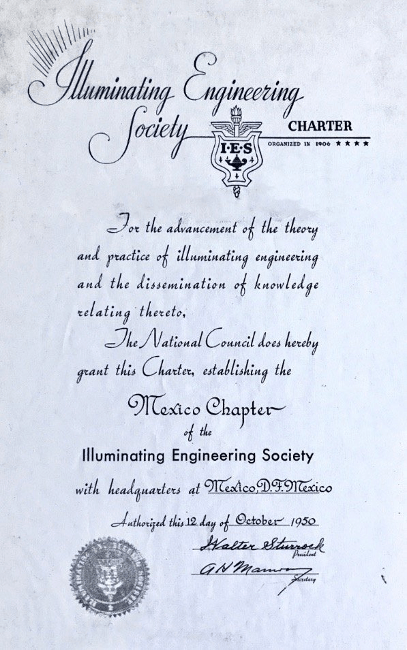 Illuminating Engineering
Society
CHARTER
I·E·S
ORGANIZED IN 1906 ★ ★ ★ ★
For the advancement of the theory
and practice of illuminating engineering
and the dissemination of knowledge
relating thereto,
The National Council does hereby
grant this Charter, establishing the
Mexico Chapter
of the
Illuminating Engineering Society
with headquarters at Mexico, D.F. Mexico
Authorized this 12 day of October 1950
Walter Sturrock
President
Secretary